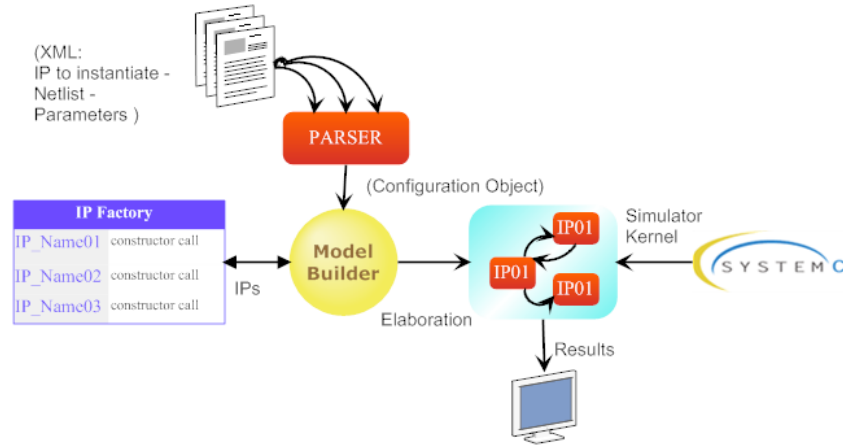 (XML:
IP to instantiate -
Netlist -
Parameters )
PARSER
(Configuration Object)
IP Factory
IP_Name01 constructor call
IP_Name02 constructor call
IP_Name03 constructor call
IPs
Model
Builder
Elaboration
IP01
IP01
IP01
Simulator
Kernel
SYSTEM C
Results